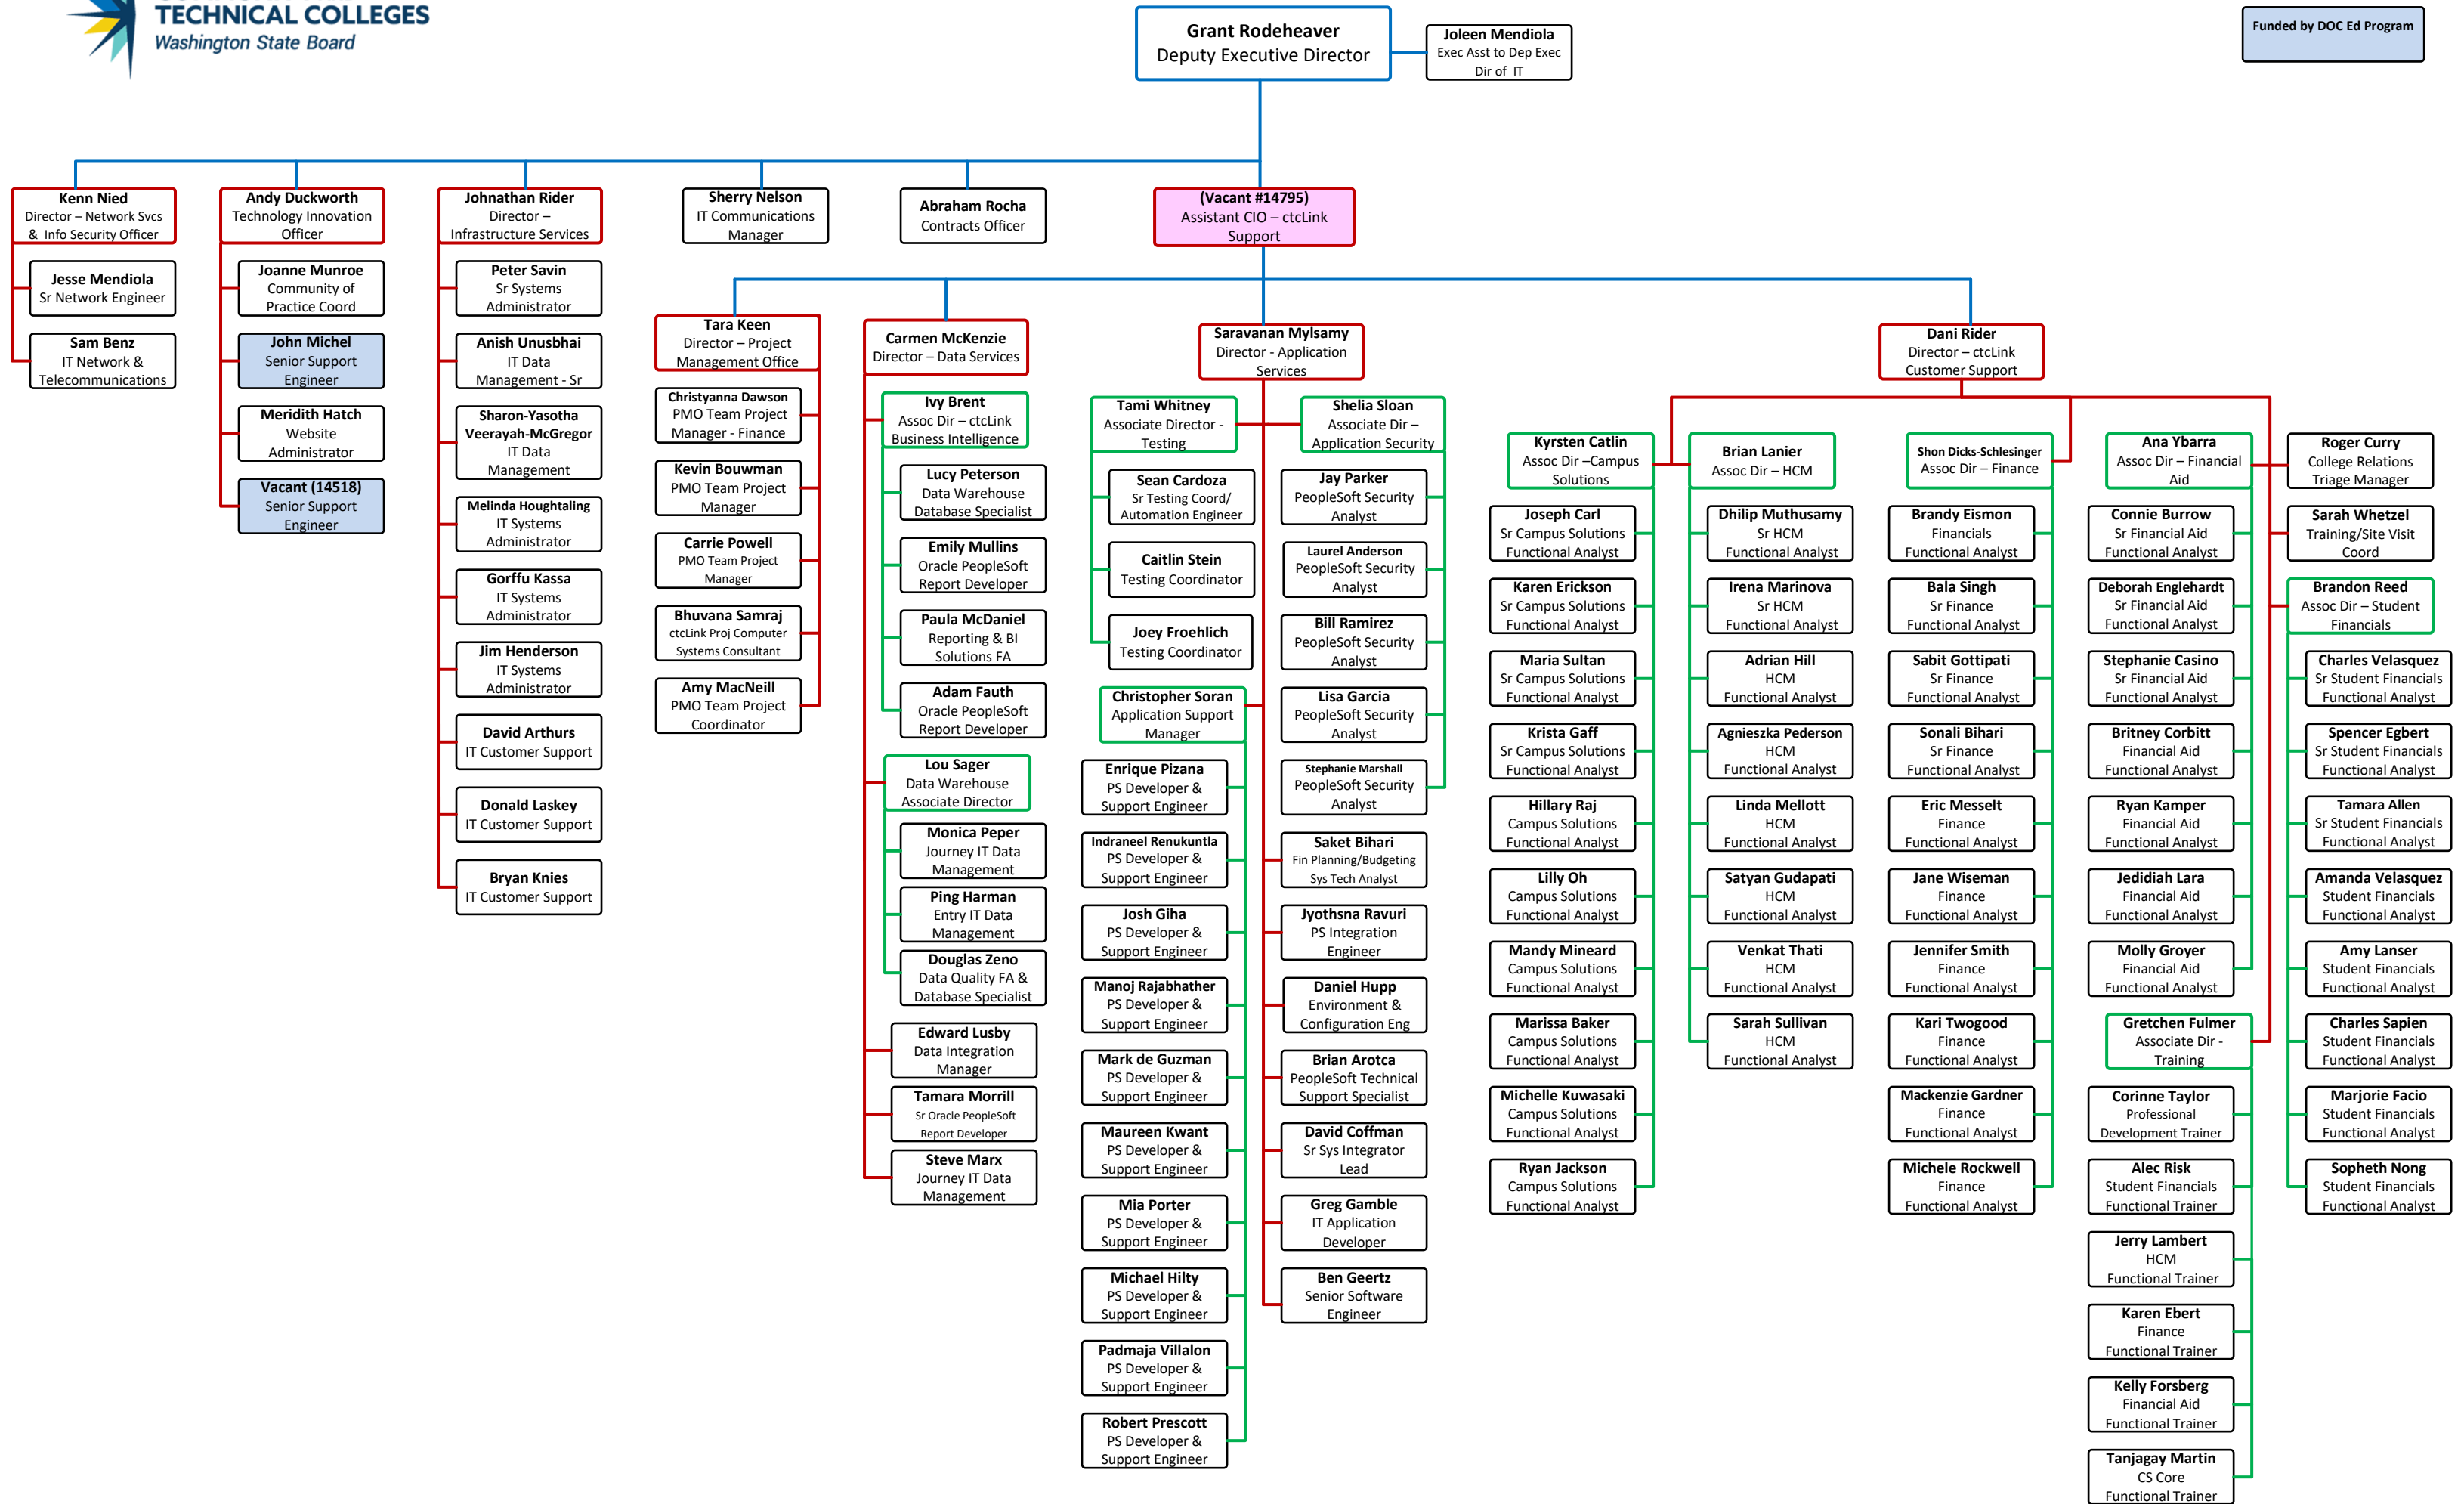 TECHNICAL COLLEGES
Washington State Board
Grant Rodeheaver
Deputy Executive Director
Joleen Mendiola
Exec Asst to Dep Exec
Dir of IT
Funded by DOC Ed Program
Kenn Nied
Director – Network Svcs
& Info Security Officer
Jesse Mendiola
Sr Network Engineer
Sam Benz
IT Network &
Telecommunications
Andy Duckworth
Technology Innovation
Officer
Joanne Munroe
Community of
Practice Coord
John Michel
Senior Support
Engineer
Meridith Hatch
Website
Administrator
Vacant (14518)
Senior Support
Engineer
Johnathan Rider
Director –
Infrastructure Services
Peter Savin
Sr Systems
Administrator
Anish Unusbhai
IT Data
Management - Sr
Sharon-Yasotha
Veerayah-McGregor
IT Data
Management
Melinda Houghtaling
IT Systems
Administrator
Gorffu Kassa
IT Systems
Administrator
Jim Henderson
IT Systems
Administrator
David Arthurs
IT Customer Support
Donald Laskey
IT Customer Support
Bryan Knies
IT Customer Support
Sherry Nelson
IT Communications
Manager
Abraham Rocha
Contracts Officer
(Vacant #14795)
Assistant CIO – ctcLink
Support
Tara Keen
Director – Project
Management Office
Christyanna Dawson
PMO Team Project
Manager - Finance
Kevin Bouwman
PMO Team Project
Manager
Carrie Powell
PMO Team Project
Manager
Bhuvana Samraj
ctcLink Proj Computer
Systems Consultant
Amy MacNeill
PMO Team Project
Coordinator
Carmen McKenzie
Director – Data Services
Ivy Brent
Assoc Dir – ctcLink
Business Intelligence
Lucy Peterson
Data Warehouse
Database Specialist
Emily Mullins
Oracle PeopleSoft
Report Developer
Paula McDaniel
Reporting & BI
Solutions FA
Adam Fauth
Oracle PeopleSoft
Report Developer
Lou Sager
Data Warehouse
Associate Director
Monica Peper
Journey IT Data
Management
Ping Harman
Entry IT Data
Management
Douglas Zeno
Data Quality FA &
Database Specialist
Edward Lusby
Data Integration
Manager
Tamara Morrill
Sr Oracle PeopleSoft
Report Developer
Steve Marx
Journey IT Data
Management
Saravanan Mylsamy
Director - Application
Services
Tami Whitney
Associate Director -
Testing
Sean Cardoza
Sr Testing Coord/
Automation Engineer
Caitlin Stein
Testing Coordinator
Joey Froehlich
Testing Coordinator
Christopher Soran
Application Support
Manager
Enrique Pizana
PS Developer &
Support Engineer
Indraneel Renukuntla
PS Developer &
Support Engineer
Josh Giha
PS Developer &
Support Engineer
Manoj Rajabhather
PS Developer &
Support Engineer
Mark de Guzman
PS Developer &
Support Engineer
Maureen Kwant
PS Developer &
Support Engineer
Mia Porter
PS Developer &
Support Engineer
Michael Hilty
PS Developer &
Support Engineer
Padmaja Villalon
PS Developer &
Support Engineer
Robert Prescott
PS Developer &
Support Engineer
Shelia Sloan
Associate Dir –
Application Security
Jay Parker
PeopleSoft Security
Analyst
Laurel Anderson
PeopleSoft Security
Analyst
Bill Ramirez
PeopleSoft Security
Analyst
Lisa Garcia
PeopleSoft Security
Analyst
Stephanie Marshall
PeopleSoft Security
Analyst
Saket Bihari
Fin Planning/Budgeting
Sys Tech Analyst
Jyothsna Ravuri
PS Integration
Engineer
Daniel Hupp
Environment &
Configuration Eng
Brian Arotca
PeopleSoft Technical
Support Specialist
David Coffman
Sr Sys Integrator
Lead
Greg Gamble
IT Application
Developer
Ben Geertz
Senior Software
Engineer
Dani Rider
Director – ctcLink
Customer Support
Kyrsten Catlin
Assoc Dir –Campus
Solutions
Joseph Carl
Sr Campus Solutions
Functional Analyst
Karen Erickson
Sr Campus Solutions
Functional Analyst
Maria Sultan
Sr Campus Solutions
Functional Analyst
Krista Gaff
Sr Campus Solutions
Functional Analyst
Hillary Raj
Campus Solutions
Functional Analyst
Lilly Oh
Campus Solutions
Functional Analyst
Mandy Mineard
Campus Solutions
Functional Analyst
Marissa Baker
Campus Solutions
Functional Analyst
Michelle Kuwasaki
Campus Solutions
Functional Analyst
Ryan Jackson
Campus Solutions
Functional Analyst
Brian Lanier
Assoc Dir – HCM
Dhilip Muthusamy
Sr HCM
Functional Analyst
Irena Marinova
Sr HCM
Functional Analyst
Adrian Hill
HCM
Functional Analyst
Agnieszka Pederson
HCM
Functional Analyst
Linda Mellott
HCM
Functional Analyst
Satyan Gudapati
HCM
Functional Analyst
Venkat Thati
HCM
Functional Analyst
Sarah Sullivan
HCM
Functional Analyst
Shon Dicks-Schlesinger
Assoc Dir – Finance
Brandy Eismon
Financials
Functional Analyst
Bala Singh
Sr Finance
Functional Analyst
Sabit Gottipati
Sr Finance
Functional Analyst
Sonali Bihari
Sr Finance
Functional Analyst
Eric Messelt
Finance
Functional Analyst
Jane Wiseman
Finance
Functional Analyst
Jennifer Smith
Finance
Functional Analyst
Kari Twogood
Finance
Functional Analyst
Mackenzie Gardner
Finance
Functional Analyst
Michele Rockwell
Finance
Functional Analyst
Ana Ybarra
Assoc Dir – Financial
Aid
Connie Burrow
Sr Financial Aid
Functional Analyst
Deborah Englehardt
Sr Financial Aid
Functional Analyst
Stephanie Casino
Sr Financial Aid
Functional Analyst
Britney Corbitt
Financial Aid
Functional Analyst
Ryan Kamper
Financial Aid
Functional Analyst
Jedidiah Lara
Financial Aid
Functional Analyst
Molly Groyer
Financial Aid
Functional Analyst
Gretchen Fulmer
Associate Dir -
Training
Corinne Taylor
Professional
Development Trainer
Alec Risk
Student Financials
Functional Trainer
Jerry Lambert
HCM
Functional Trainer
Karen Ebert
Finance
Functional Trainer
Kelly Forsberg
Financial Aid
Functional Trainer
Tanjagay Martin
CS Core
Functional Trainer
Roger Curry
College Relations
Triage Manager
Sarah Whetzel
Training/Site Visit
Coord
Brandon Reed
Assoc Dir – Student
Financials
Charles Velasquez
Sr Student Financials
Functional Analyst
Spencer Egbert
Sr Student Financials
Functional Analyst
Tamara Allen
Sr Student Financials
Functional Analyst
Amanda Velasquez
Student Financials
Functional Analyst
Amy Lanser
Student Financials
Functional Analyst
Charles Sapien
Student Financials
Functional Analyst
Marjorie Facio
Student Financials
Functional Analyst
Sopheth Nong
Student Financials
Functional Analyst